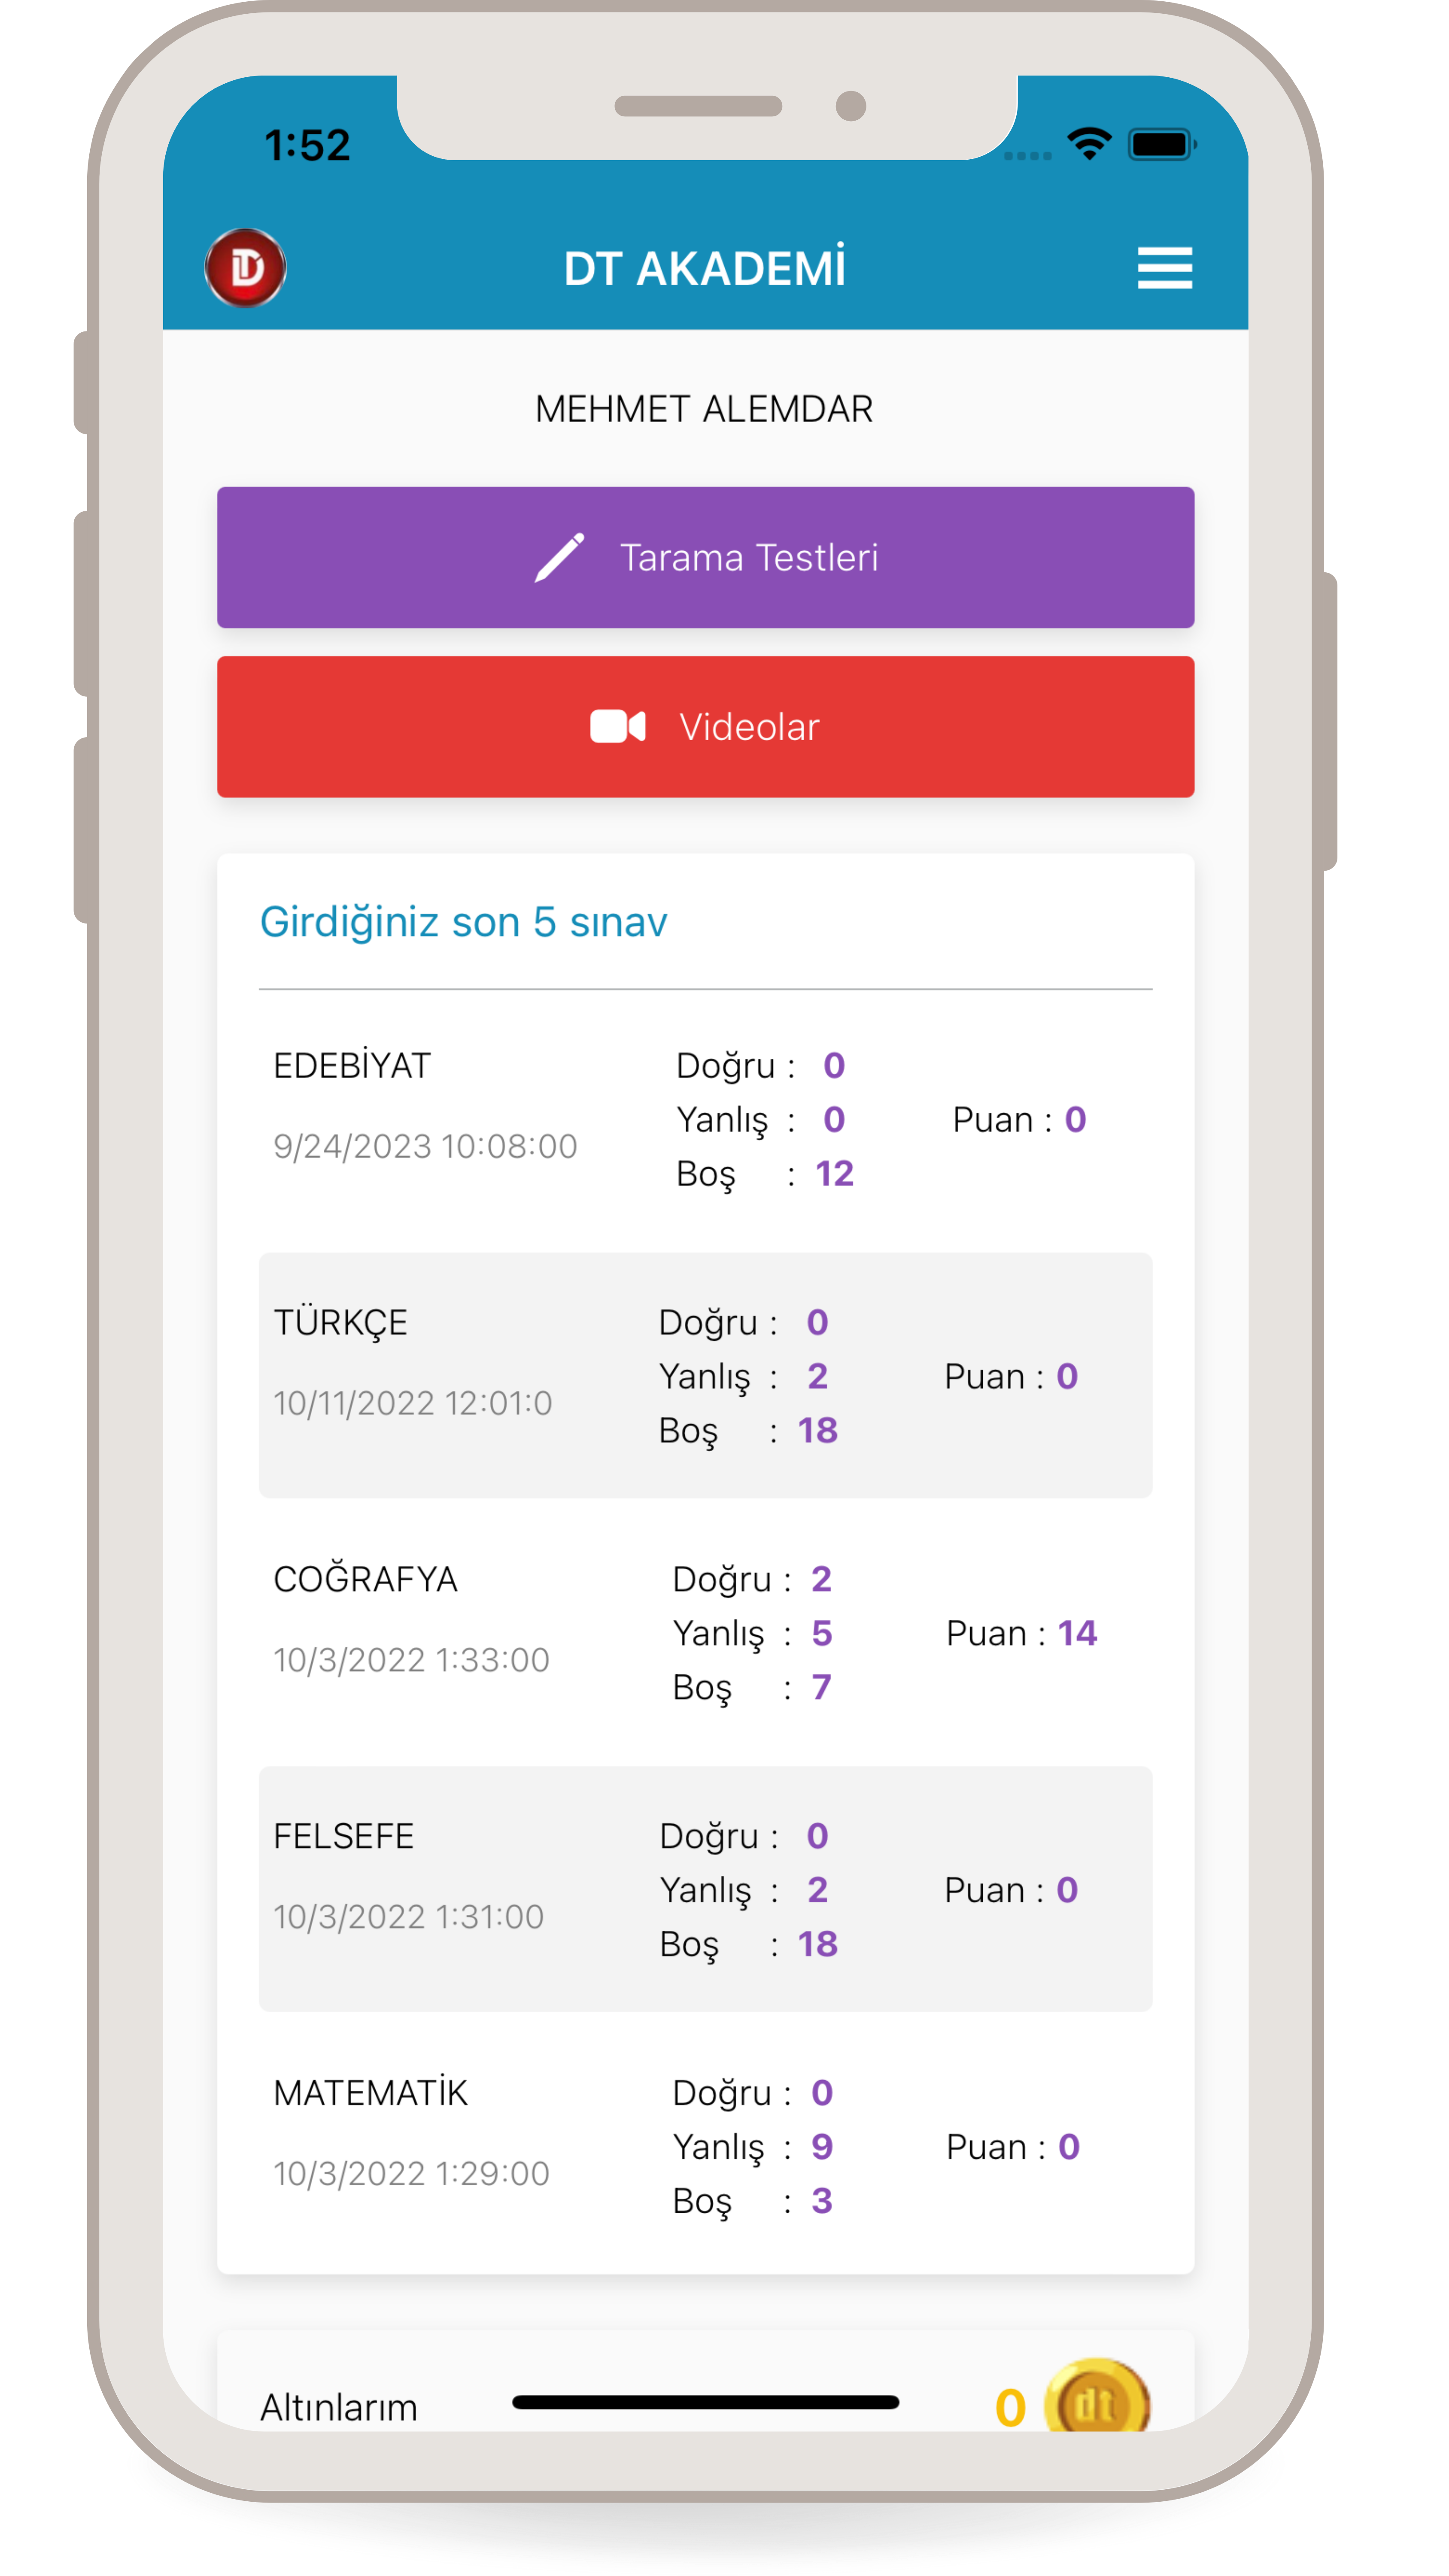 1:52
DT AKADEMİ
MEHMET ALEMDAR
Tarama Testleri
Videolar
Girdiğiniz son 5 sınav
EDEBİYAT
9/24/2023 10:08:00
Doğru : 0
Yanlış : 0
Boş : 12
Puan : 0
TÜRKÇE
10/11/2022 12:01:0
Doğru : 0
Yanlış : 2
Boş : 18
Puan : 0
COĞRAFYA
10/3/2022 1:33:00
Doğru : 2
Yanlış : 5
Boş : 7
Puan : 14
FELSEFE
10/3/2022 1:31:00
Doğru : 0
Yanlış : 2
Boş : 18
Puan : 0
MATEMATİK
10/3/2022 1:29:00
Doğru : 0
Yanlış : 9
Boş : 3
Puan : 0
Altınlarım 0 dt